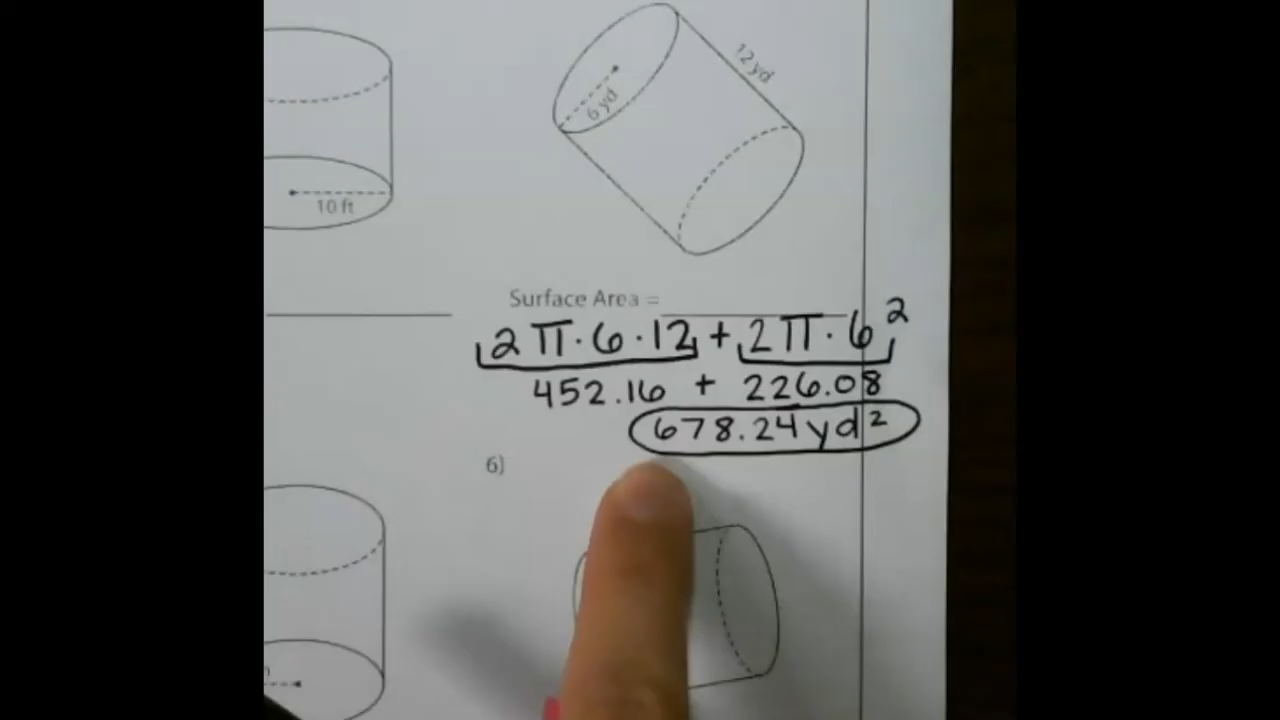 12 yd
6 yd
10 ft
Surface Area =
2π·6·12 + 2π·6²
452.16 + 226.08
678.24 yd²
6)